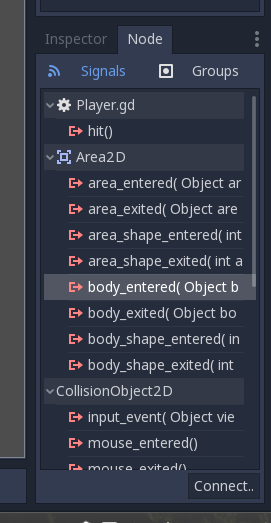 Inspector Node
Signals Groups
Player.gd
hit()
Area2D
area_entered( Object ar
area_exited( Object are
area_shape_entered( int
area_shape_exited( int a
body_entered( Object b
body_exited( Object bo
body_shape_entered( in
body_shape_exited( int
CollisionObject2D
input_event( Object vie
mouse_entered()
mouse_exited()
Connect..